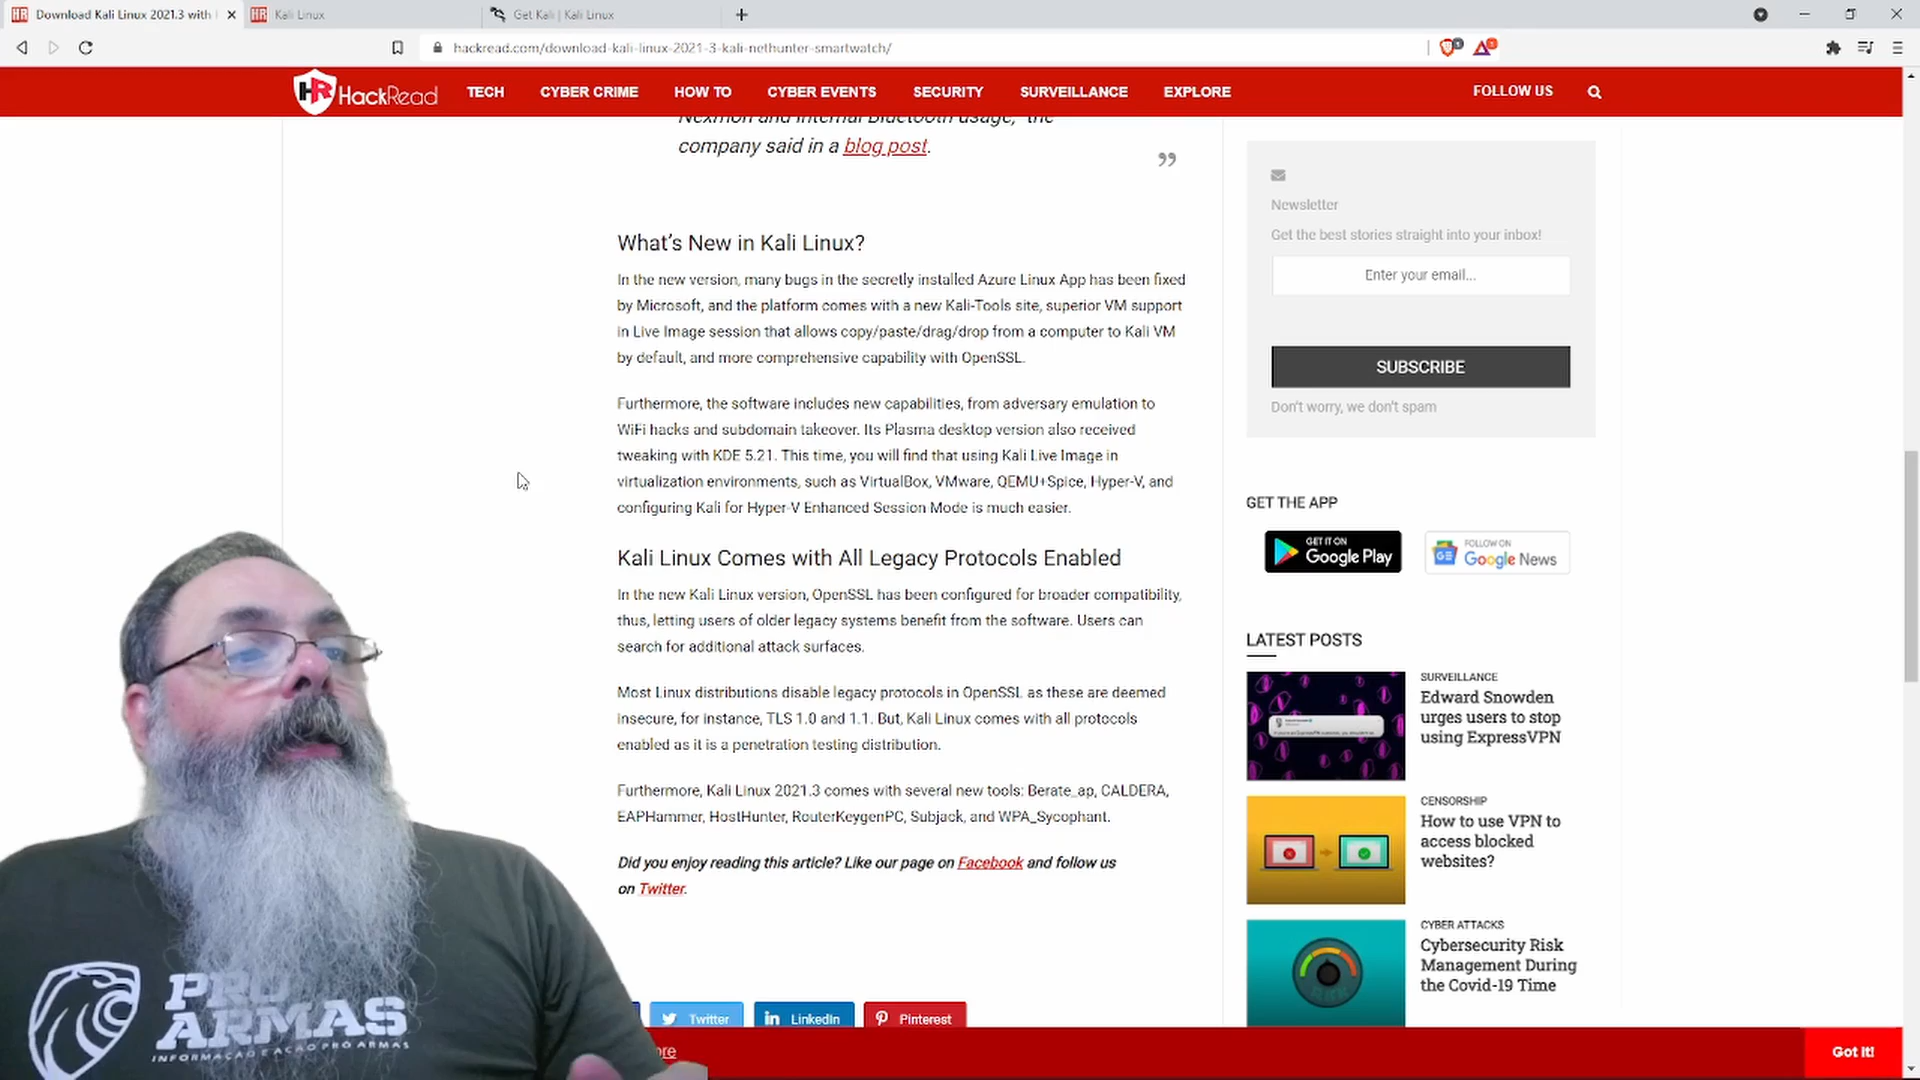 HR Download Kali Linux 2021.3 with
HR Kali Linux
Get Kali | Kali Linux
hackread.com/download-kali-linux-2021-3-kali-nethunter-smartwatch/
HR HackRead
TECH
CYBER CRIME
HOW TO
CYBER EVENTS
SECURITY
SURVEILLANCE
EXPLORE
FOLLOW US
Nexmon and internal Bluetooth usage," the
company said in a blog post.
What's New in Kali Linux?
In the new version, many bugs in the secretly installed Azure Linux App has been fixed
by Microsoft, and the platform comes with a new Kali-Tools site, superior VM support
in Live Image session that allows copy/paste/drag/drop from a computer to Kali VM
by default, and more comprehensive capability with OpenSSL.
Furthermore, the software includes new capabilities, from adversary emulation to
WiFi hacks and subdomain takeover. Its Plasma desktop version also received
tweaking with KDE 5.21. This time, you will find that using Kali Live Image in
virtualization environments, such as VirtualBox, VMware, QEMU+Spice, Hyper-V, and
configuring Kali for Hyper-V Enhanced Session Mode is much easier.
Kali Linux Comes with All Legacy Protocols Enabled
In the new Kali Linux version, OpenSSL has been configured for broader compatibility,
thus, letting users of older legacy systems benefit from the software. Users can
search for additional attack surfaces.
Most Linux distributions disable legacy protocols in OpenSSL as these are deemed
insecure, for instance, TLS 1.0 and 1.1. But, Kali Linux comes with all protocols
enabled as it is a penetration testing distribution.
Furthermore, Kali Linux 2021.3 comes with several new tools: Berate_ap, CALDERA,
EAPHammer, HostHunter, RouterKeygenPC, Subjack, and WPA_Sycophant.
Did you enjoy reading this article? Like our page on Facebook and follow us
on Twitter.
Twitter
LinkedIn
Pinterest
Newsletter
Get the best stories straight into your inbox!
Enter your email...
SUBSCRIBE
Don't worry, we don't spam
GET THE APP
GET IT ON
Google Play
FOLLOW ON
Google News
LATEST POSTS
SURVEILLANCE
Edward Snowden
urges users to stop
using ExpressVPN
CENSORSHIP
How to use VPN to
access blocked
websites?
CYBER ATTACKS
Cybersecurity Risk
Management During
the Covid-19 Time
Got It!
PRO
ARMAS
INFORMAÇÃO E AÇÃO PRÓ ARMAS